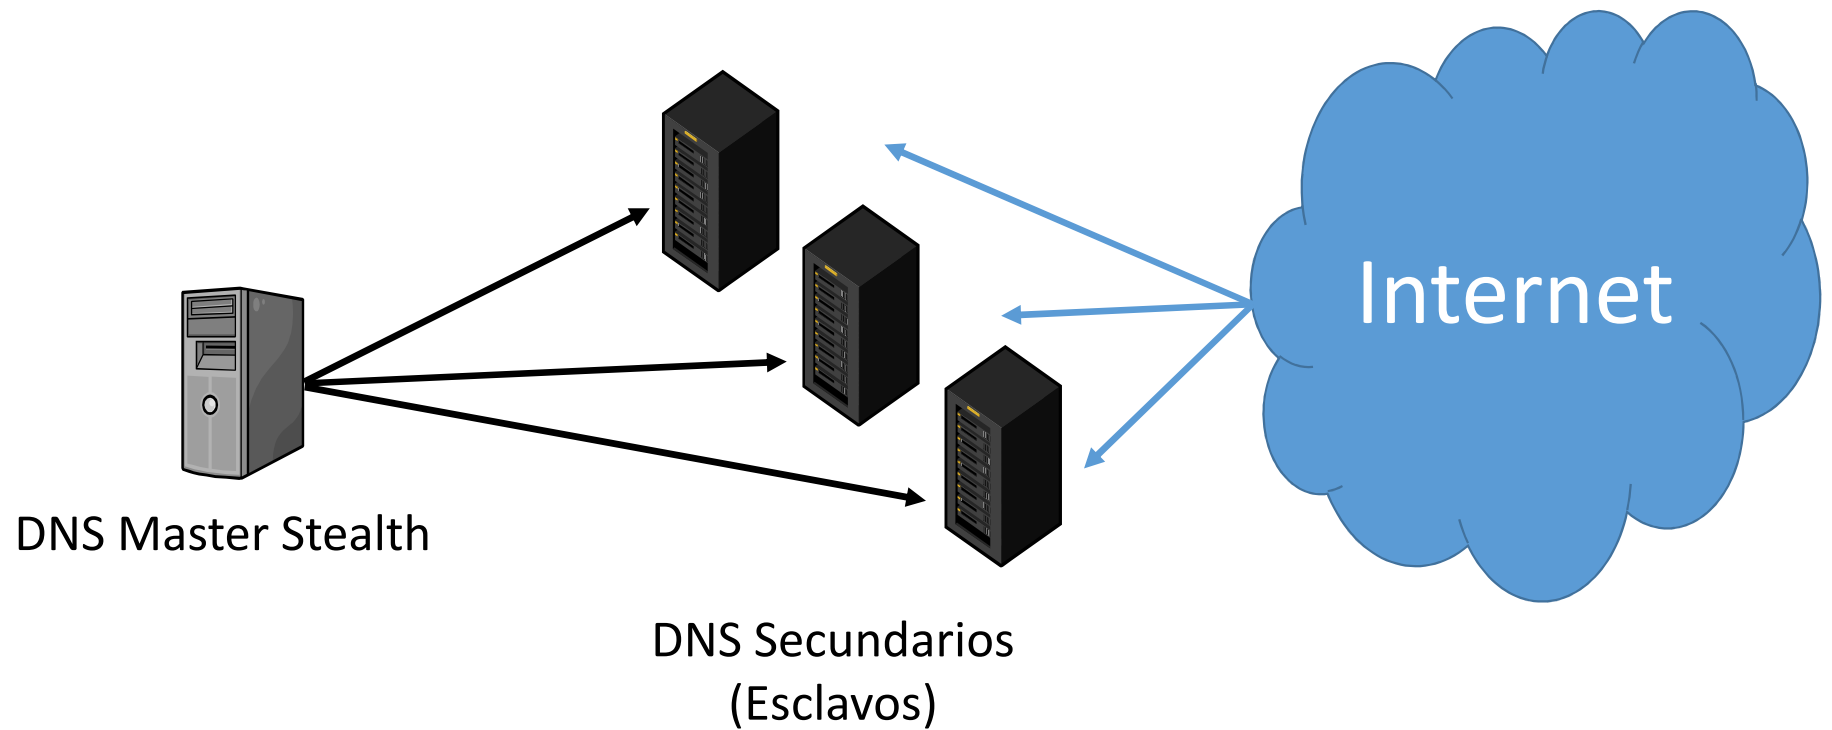 Internet
DNS Master Stealth
DNS Secundarios
(Esclavos)